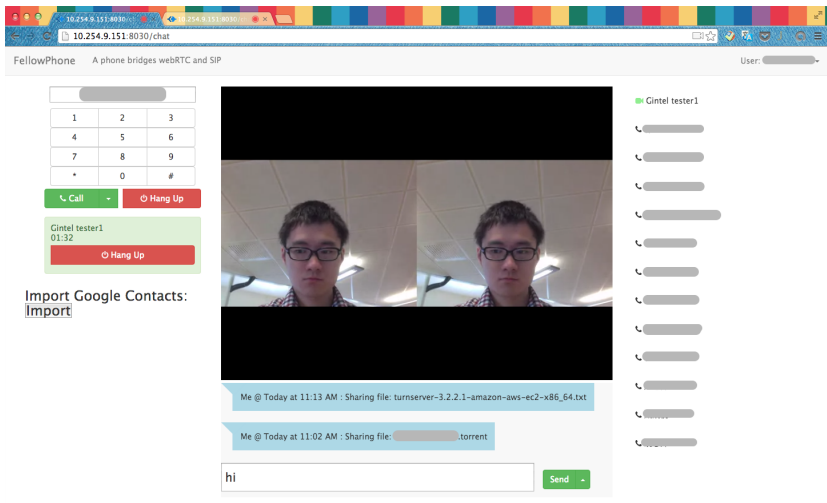 10.254.9.151:8030/ch
10.254.9.151:8030/ch
10.254.9.151:8030/chat
FellowPhone A phone bridges webRTC and SIP
User:
1 2 3
4 5 6
7 8 9
* 0 #
Call Hang Up
Gintel tester1
01:32
Hang Up
Import Google Contacts:
Import
Me @ Today at 11:13 AM : Sharing file: turnserver-3.2.2.1-amazon-aws-ec2-x86_64.txt
Me @ Today at 11:02 AM : Sharing file: .torrent
hi
Send
Gintel tester1